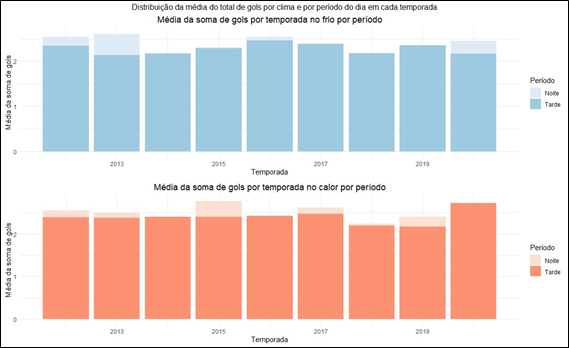 Distribuição da média do total de gols por clima e por período do dia em cada temporada
Média da soma de gols por temporada no frio por período
Média da soma de gols
2
1
0
2013
2015
2017
2019
Temporada
Período
Noite
Tarde
Média da soma de gols por temporada no calor por período
Média da soma de gols
2
1
0
2013
2015
2017
2019
Temporada
Período
Noite
Tarde